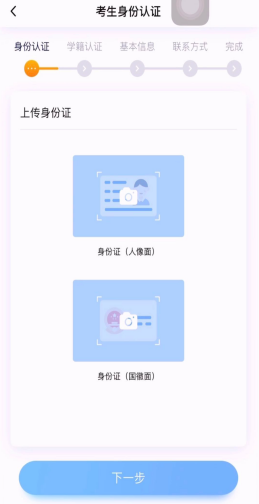 考生身份认证
身份认证 学籍认证 基本信息 联系方式 完成
上传身份证
身份证（人像面）
身份证（国徽面）
下一步